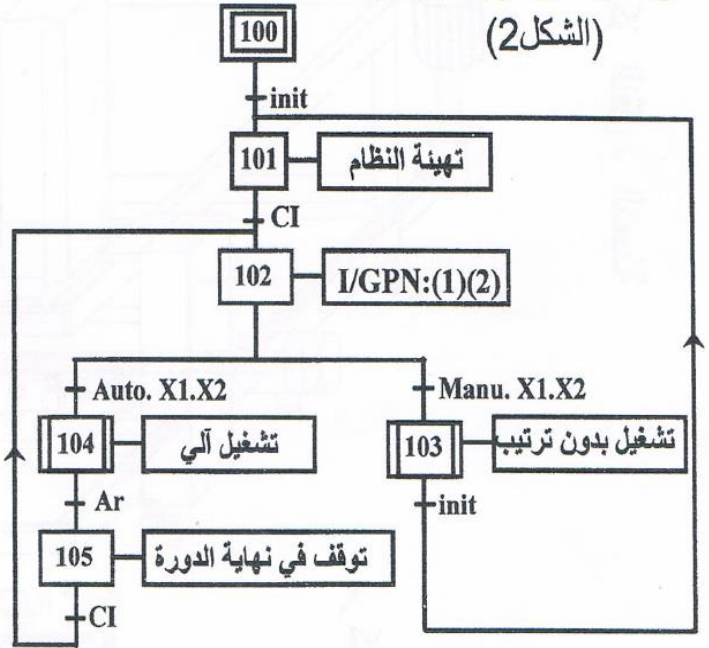 (الشكل2)
100
init
101 تهيئة النظام
CI
102 I/GPN:(1)(2)
Auto. X1.X2 Manu. X1.X2
104 تشغيل آلي 103 تشغيل بدون ترتيب
Ar init
105 توقف في نهاية الدورة
CI